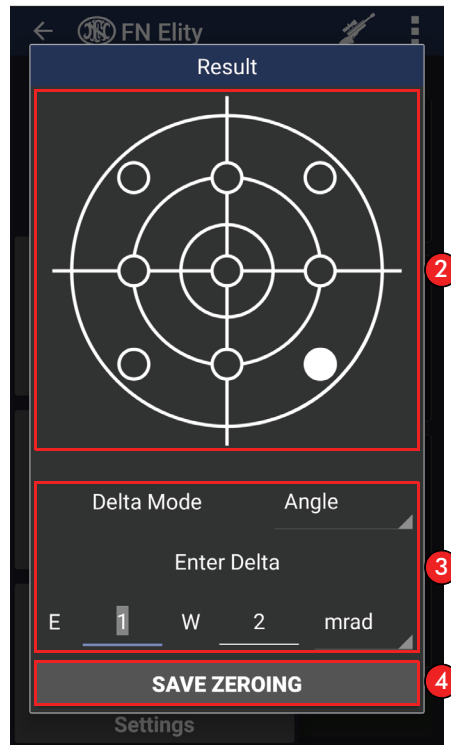 FN Elity
Result
2
Delta Mode Angle
Enter Delta
3
E 1 W 2 mrad
SAVE ZEROING
4
Settings